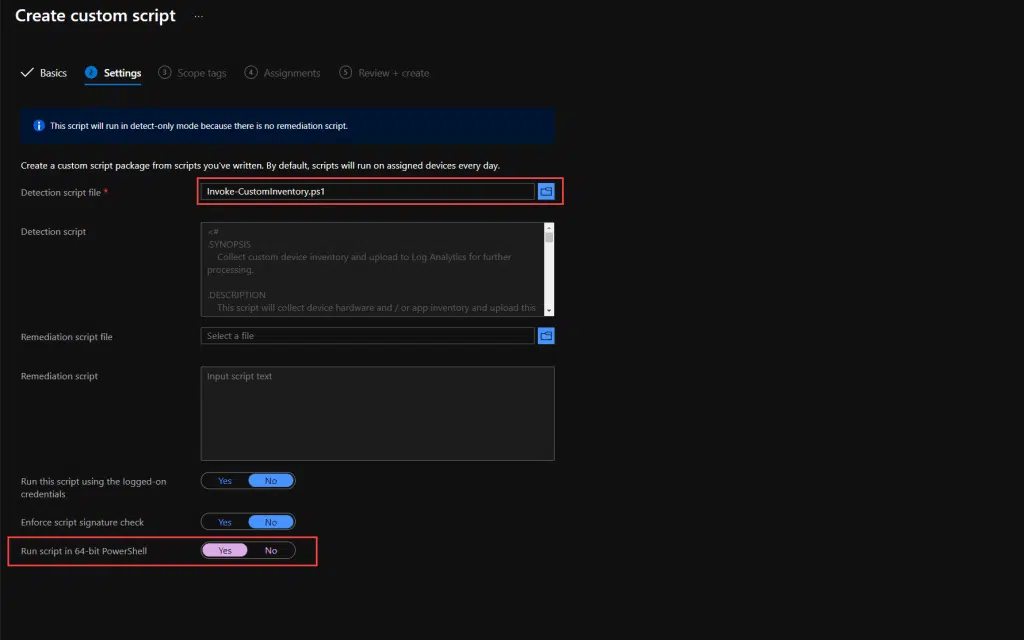 Create custom script ...
Basics 2 Settings 3 Scope tags 4 Assignments 5 Review + create
This script will run in detect-only mode because there is no remediation script.
Create a custom script package from scripts you've written. By default, scripts will run on assigned devices every day.
Detection script file * Invoke-CustomInventory.ps1
Detection script
<#
.SYNOPSIS
Collect custom device inventory and upload to Log Analytics for further
processing.
.DESCRIPTION
This script will collect device hardware and / or app inventory and upload this
Remediation script file Select a file
Remediation script Input script text
Run this script using the logged-on
credentials
Yes No
Enforce script signature check Yes No
Run script in 64-bit PowerShell Yes No